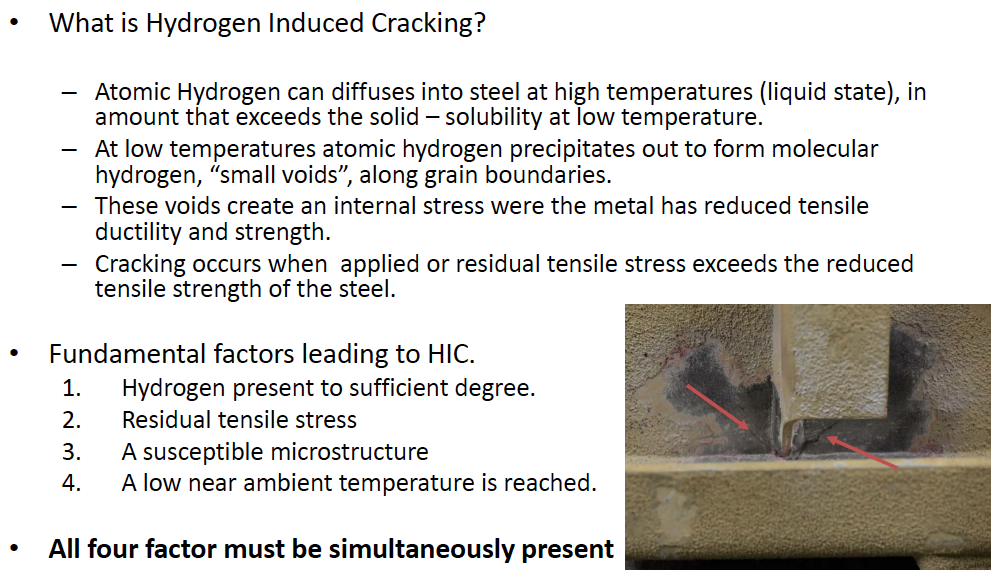 • What is Hydrogen Induced Cracking?
– Atomic Hydrogen can diffuses into steel at high temperatures (liquid state), in
amount that exceeds the solid – solubility at low temperature.
– At low temperatures atomic hydrogen precipitates out to form molecular
hydrogen, “small voids”, along grain boundaries.
– These voids create an internal stress were the metal has reduced tensile
ductility and strength.
– Cracking occurs when  applied or residual tensile stress exceeds the reduced
tensile strength of the steel.
• Fundamental factors leading to HIC.
1. Hydrogen present to sufficient degree.
2. Residual tensile stress
3. A susceptible microstructure
4. A low near ambient temperature is reached.
• All four factor must be simultaneously present